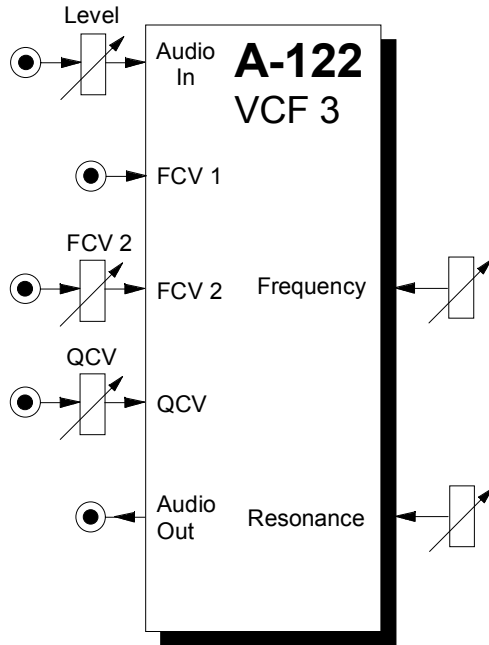 Level
Audio
In
A-122
VCF 3
FCV 1
FCV 2
FCV 2
Frequency
QCV
QCV
Audio
Out
Resonance